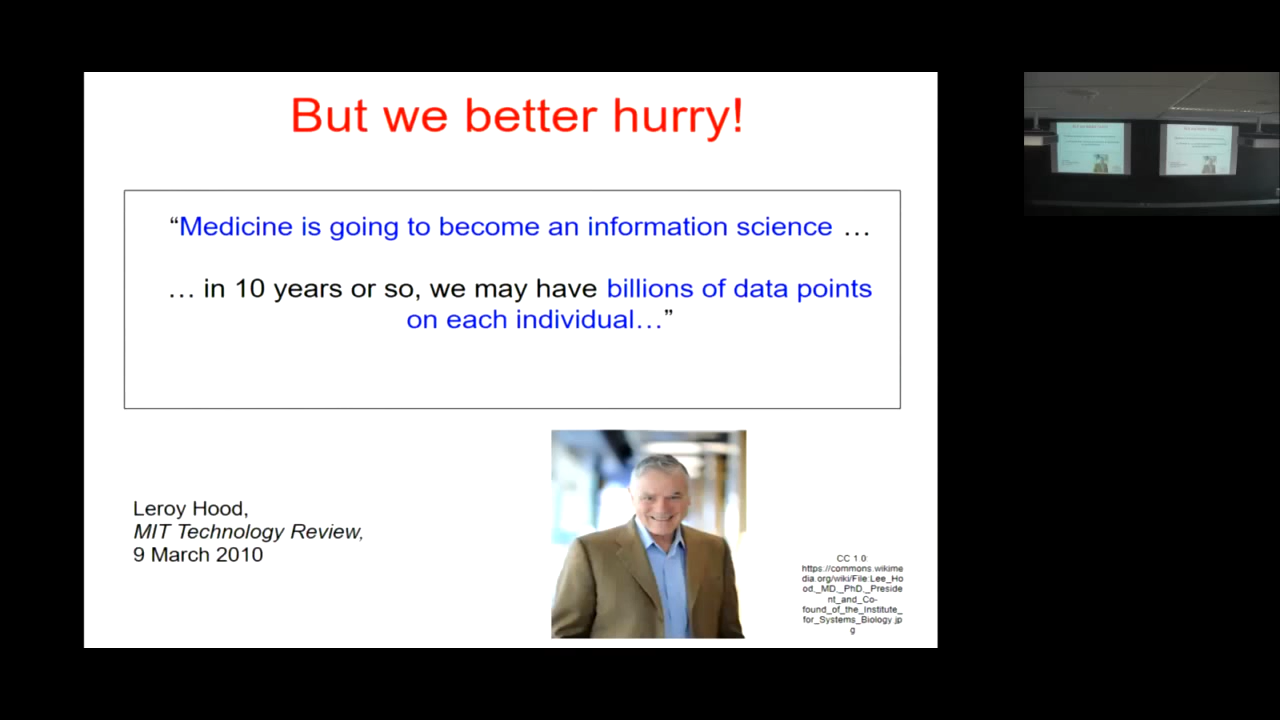 But we better hurry!
“Medicine is going to become an information science …
… in 10 years or so, we may have billions of data points
on each individual…”
Leroy Hood,
MIT Technology Review,
9 March 2010
CC 1.0:
https://commons.wikime
dia.org/wiki/File:Lee_Ho
od,_MD,_PhD,_Preside
nt_and_Co-
found_of_the_Institute_
for_Systems_Biology.jp
g